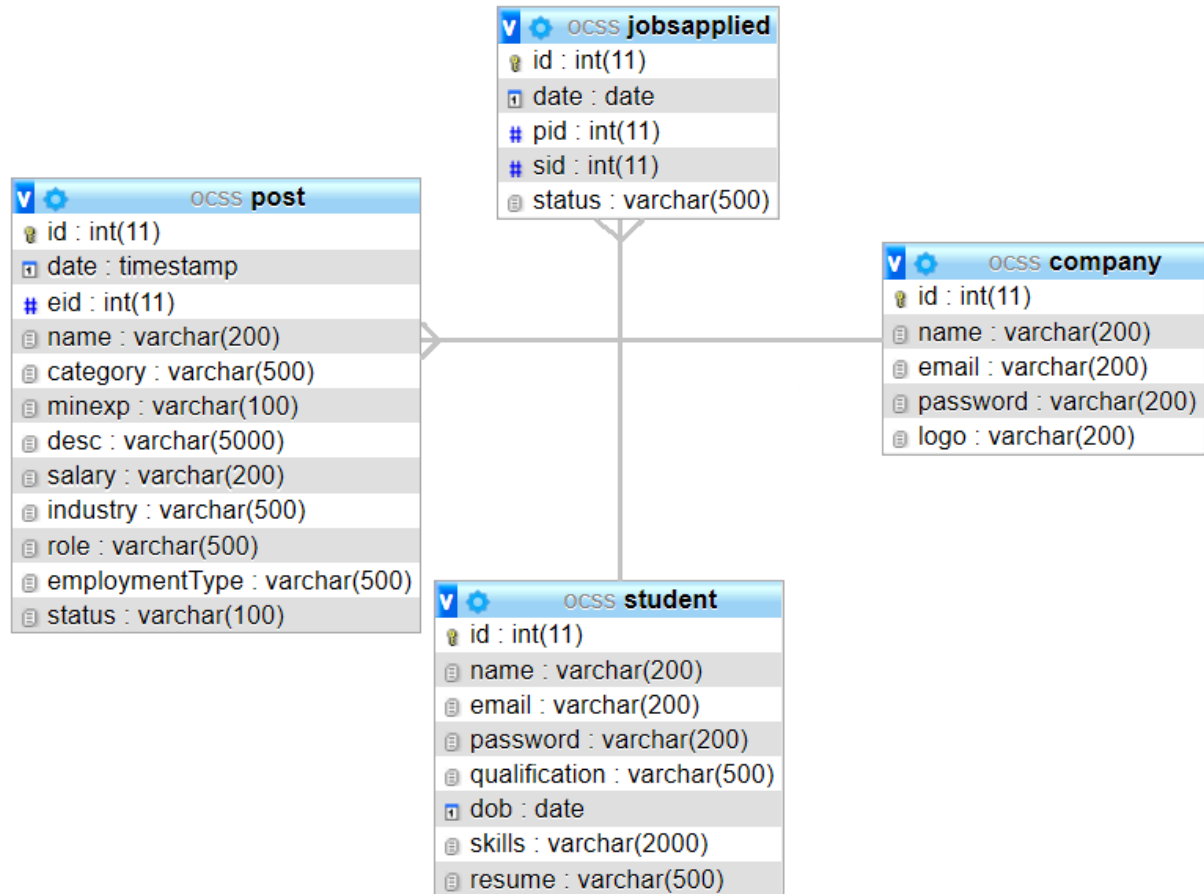 ocss jobsapplied
id : int(11)
date : date
pid : int(11)
sid : int(11)
status : varchar(500)
ocss post
id : int(11)
date : timestamp
eid : int(11)
name : varchar(200)
category : varchar(500)
minexp : varchar(100)
desc : varchar(5000)
salary : varchar(200)
industry : varchar(500)
role : varchar(500)
employmentType : varchar(500)
status : varchar(100)
ocss company
id : int(11)
name : varchar(200)
email : varchar(200)
password : varchar(200)
logo : varchar(200)
ocss student
id : int(11)
name : varchar(200)
email : varchar(200)
password : varchar(200)
qualification : varchar(500)
dob : date
skills : varchar(2000)
resume : varchar(500)